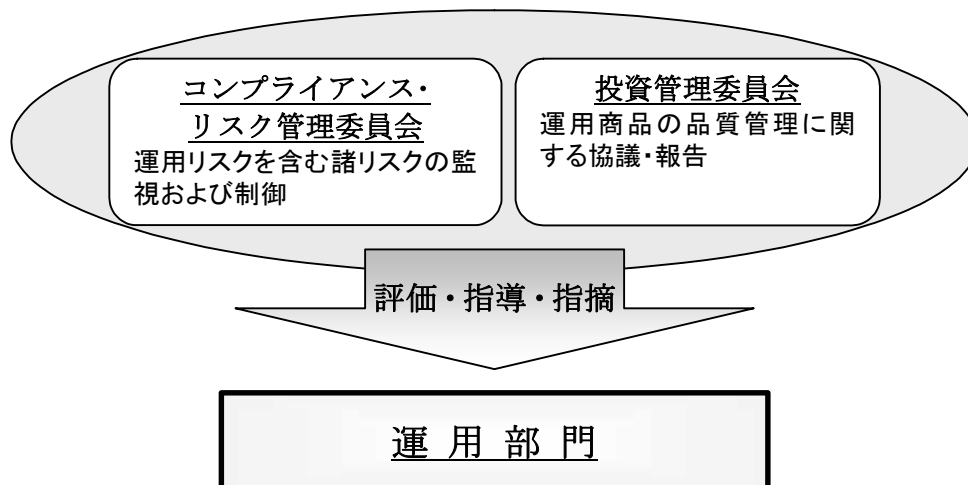 コンプライアンス・
リスク管理委員会
運用リスクを含む諸リスクの監
視および制御
投資管理委員会
運用商品の品質管理に関
する協議・報告
評価・指導・指摘
運用部門